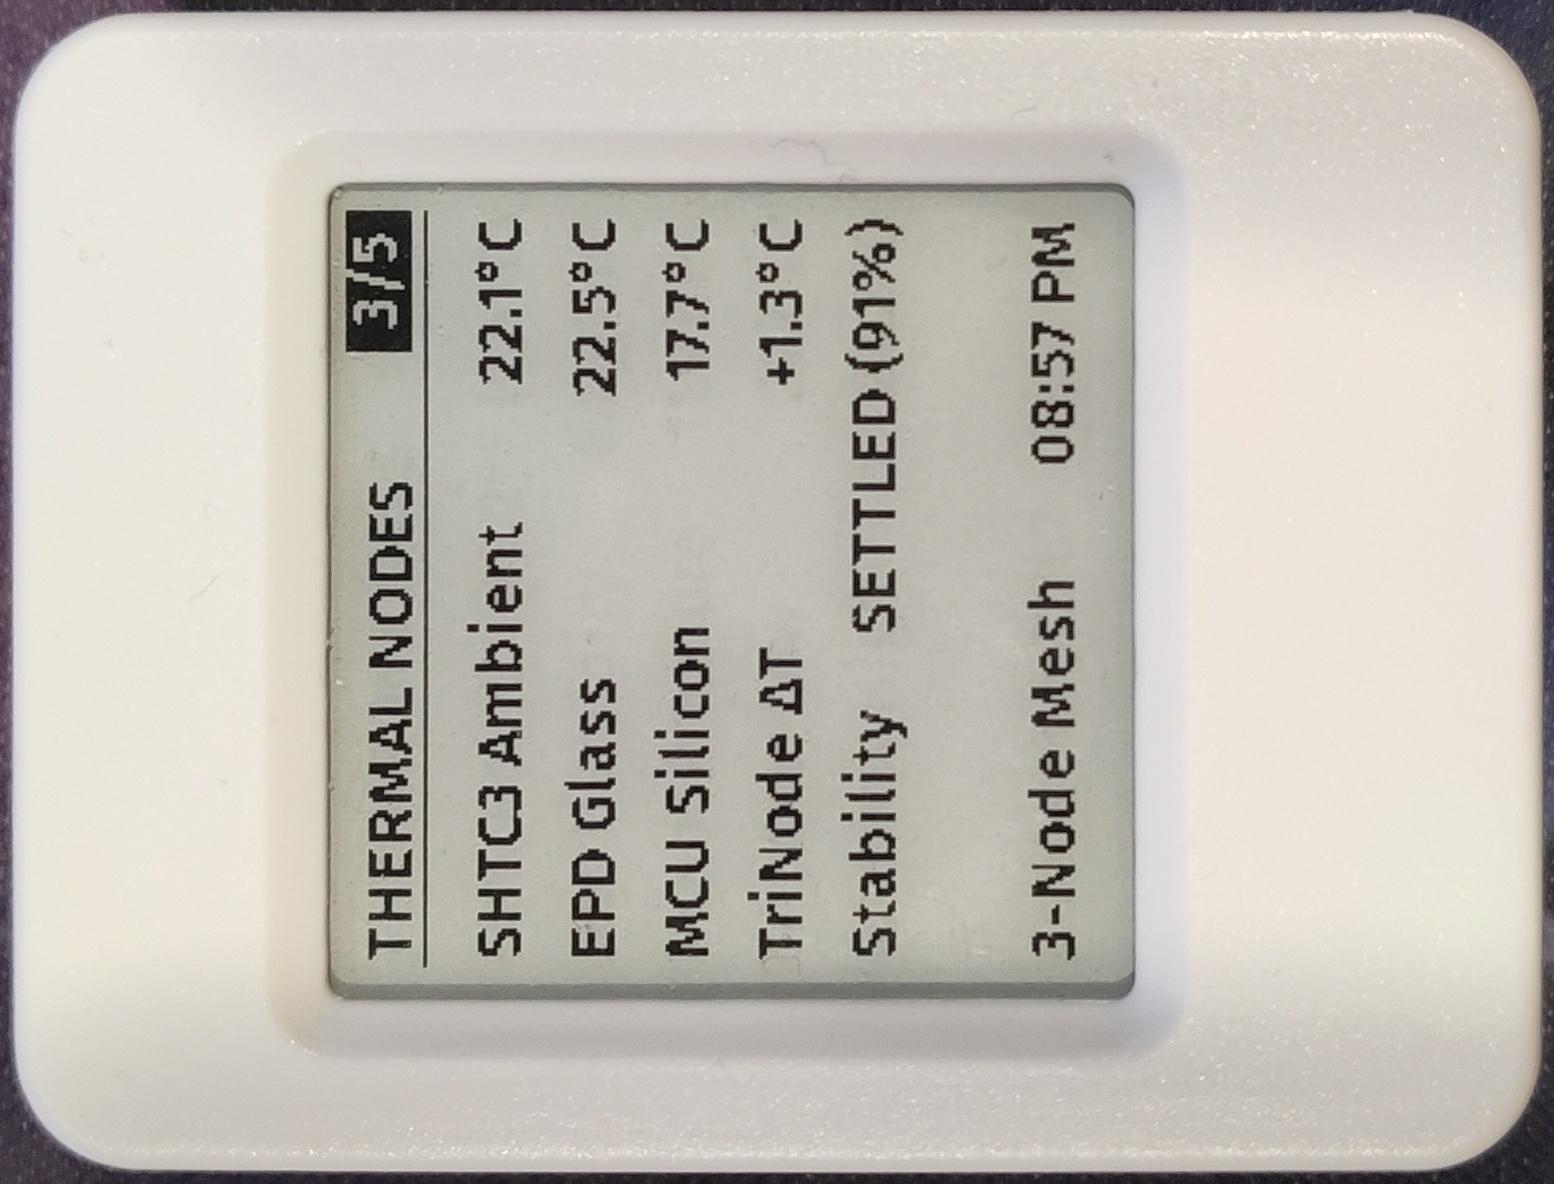 THERMAL NODES 3/5
SHTC3 Ambient 22.1°C
EPD Glass 22.5°C
MCU Silicon 17.7°C
TriNode ΔT +1.3°C
Stability SETTLED (91%)
3-Node Mesh 08:57 PM